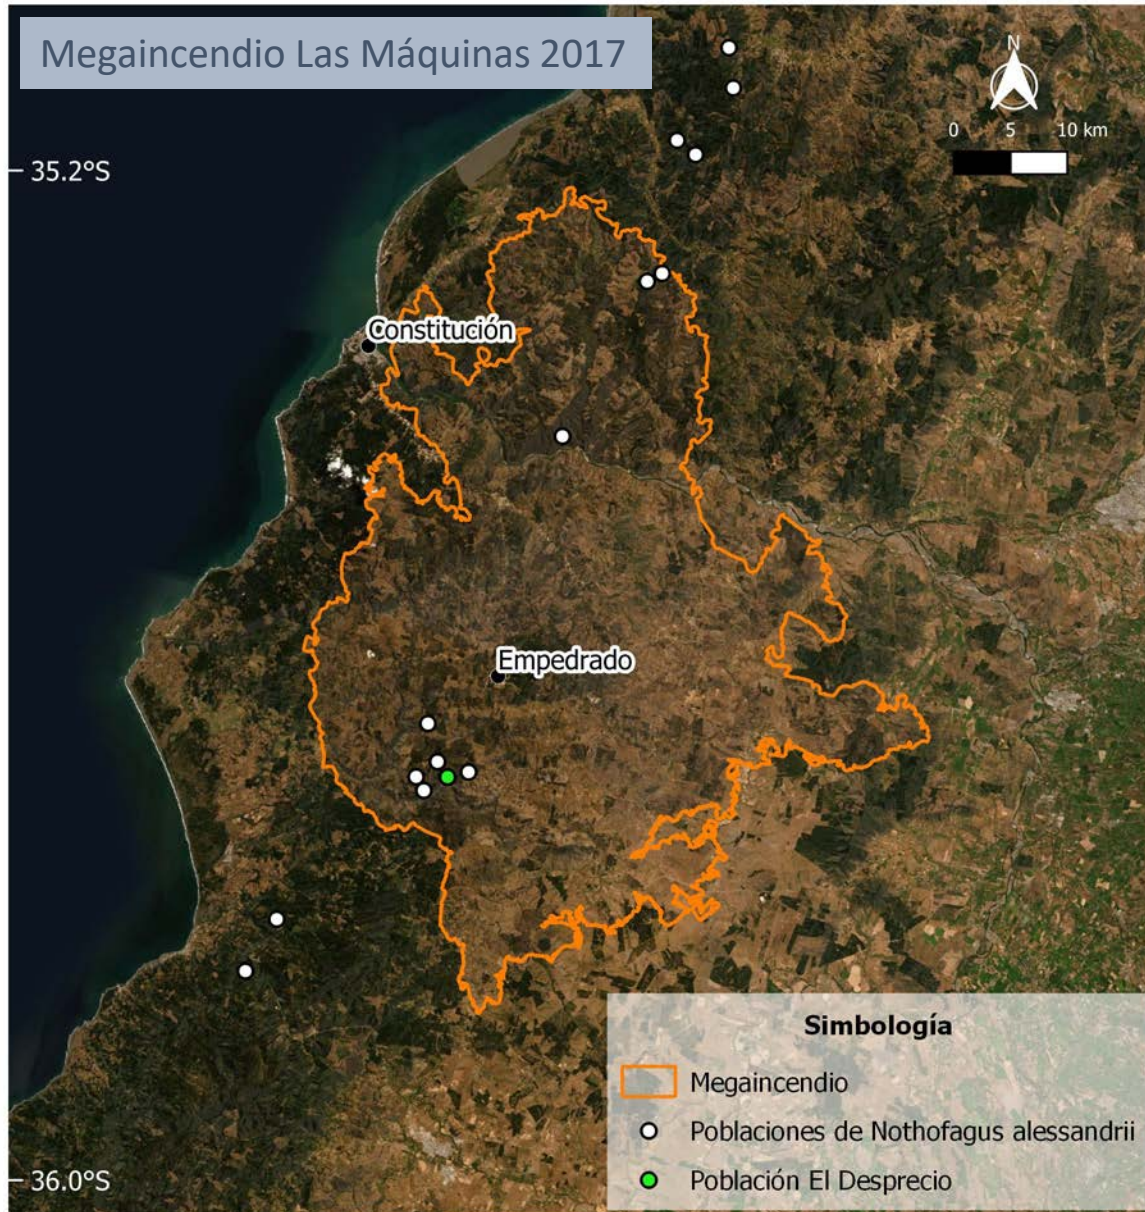 Megaincendio Las Máquinas 2017
N
0 5 10 km
35.2°S
Constitución
Empedrado
Simbología
Megaincendio
Poblaciones de Nothofagus alessandrii
Población El Desprecio
36.0°S